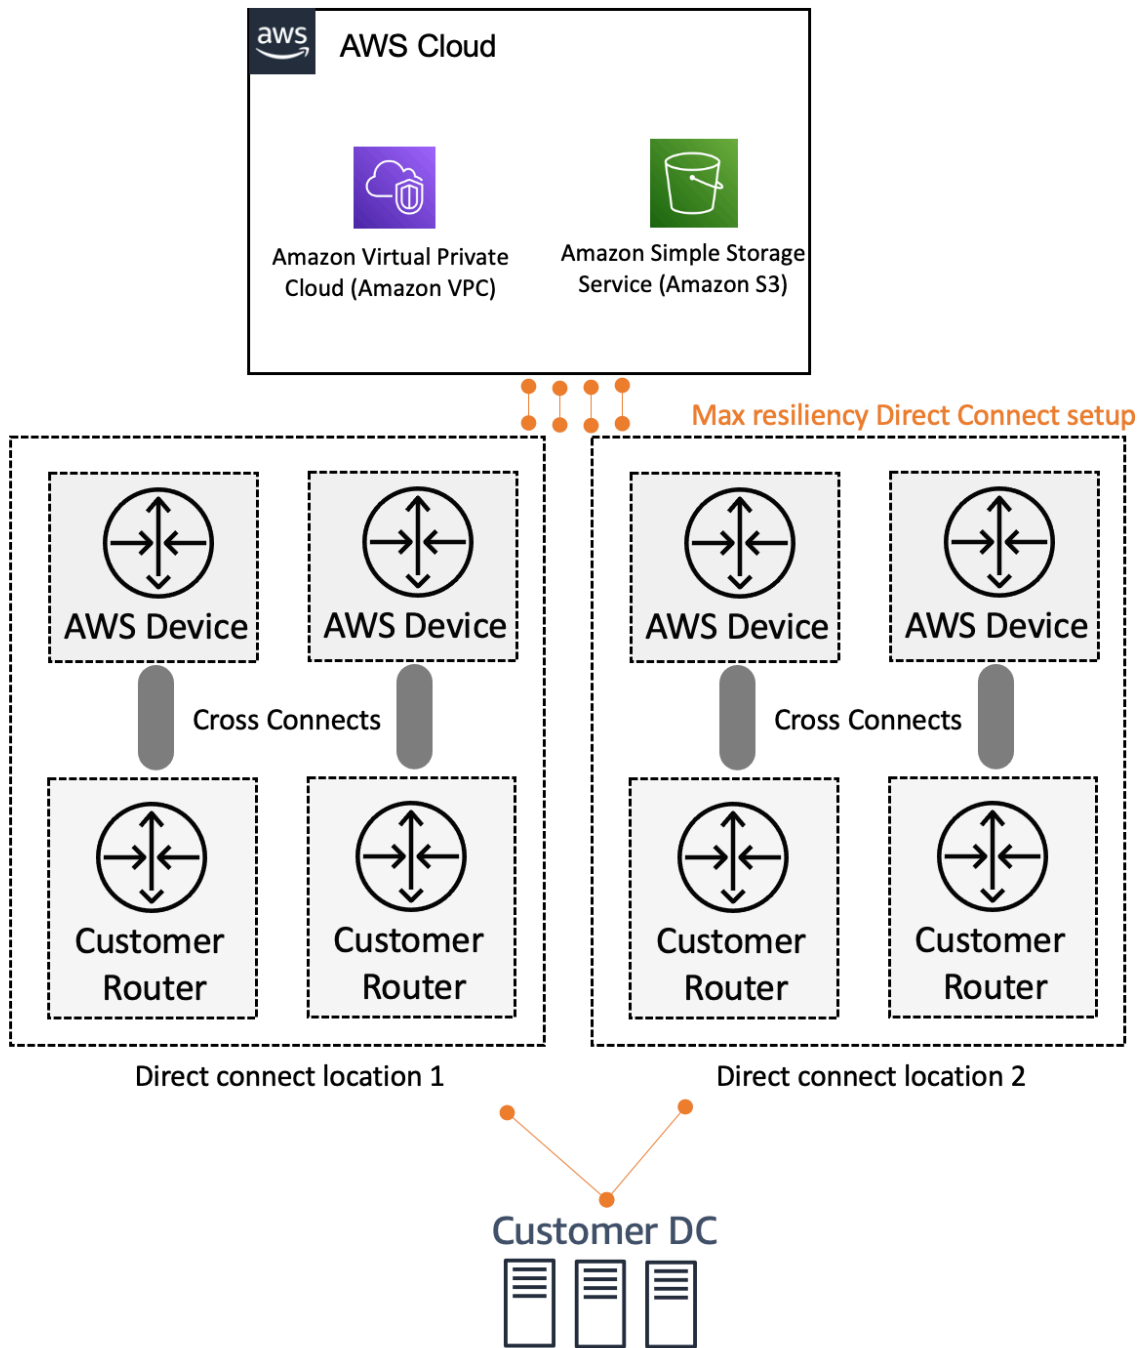 aws
AWS Cloud
Amazon Virtual Private
Cloud (Amazon VPC)
Amazon Simple Storage
Service (Amazon S3)
Max resiliency Direct Connect setup
AWS Device
AWS Device
AWS Device
AWS Device
Cross Connects
Cross Connects
Customer
Router
Customer
Router
Customer
Router
Customer
Router
Direct connect location 1
Direct connect location 2
Customer DC